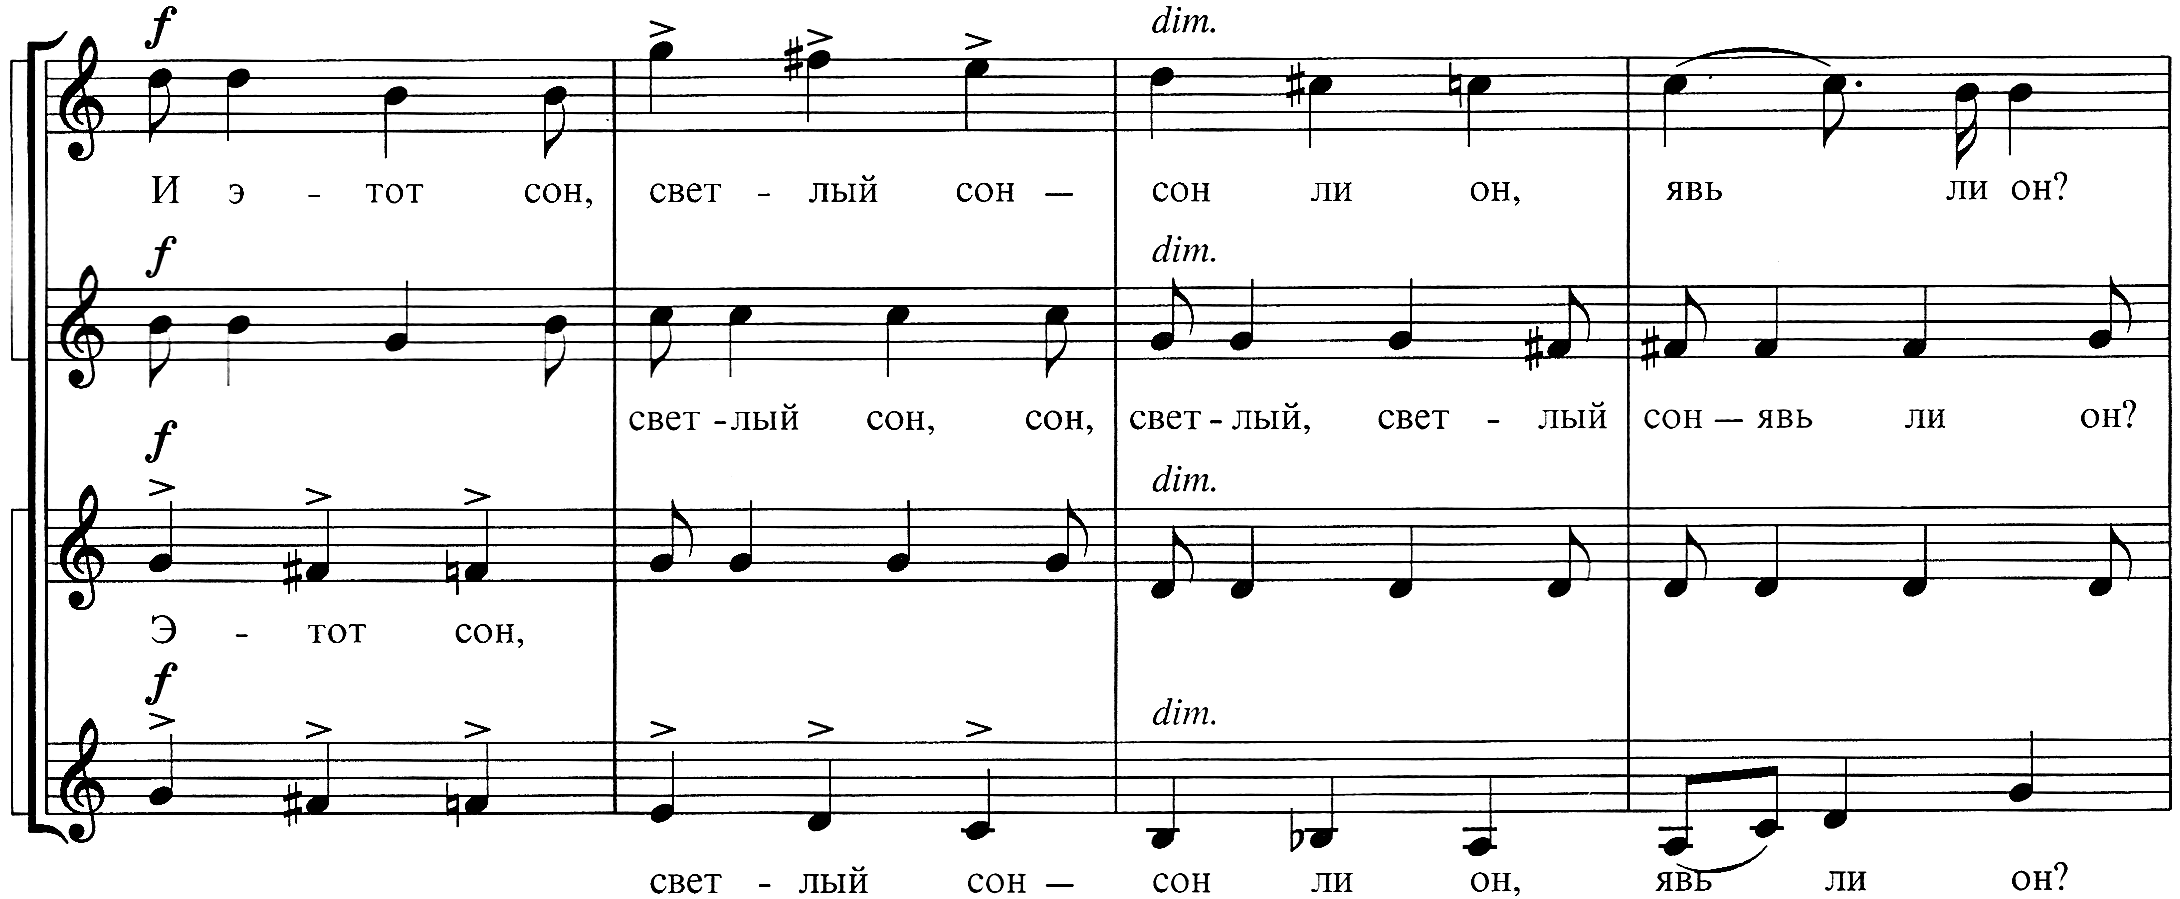 f dim.
И э - тот сон, свет - лый сон — сон ли он, явь ли он?
f dim.
свет - лый сон, сон, свет - лый, свет - лый сон — явь ли он?
f dim.
Э - тот сон,
f dim.
свет - лый сон — сон ли он, явь ли он?